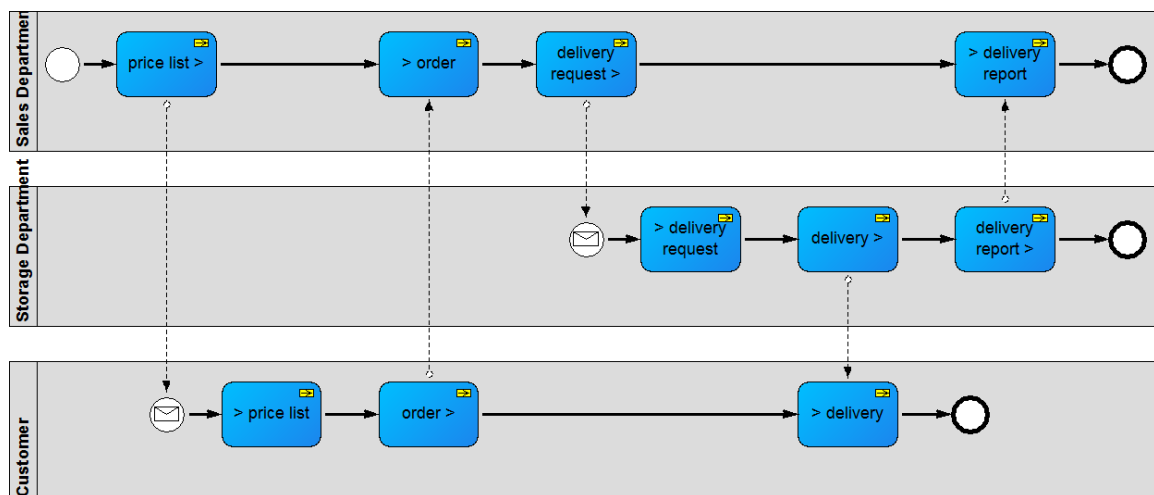 Sales Department
price list >
> order
delivery
request >
> delivery
report
Storage Department
> delivery
request
delivery >
delivery
report >
Customer
> price list
order >
> delivery